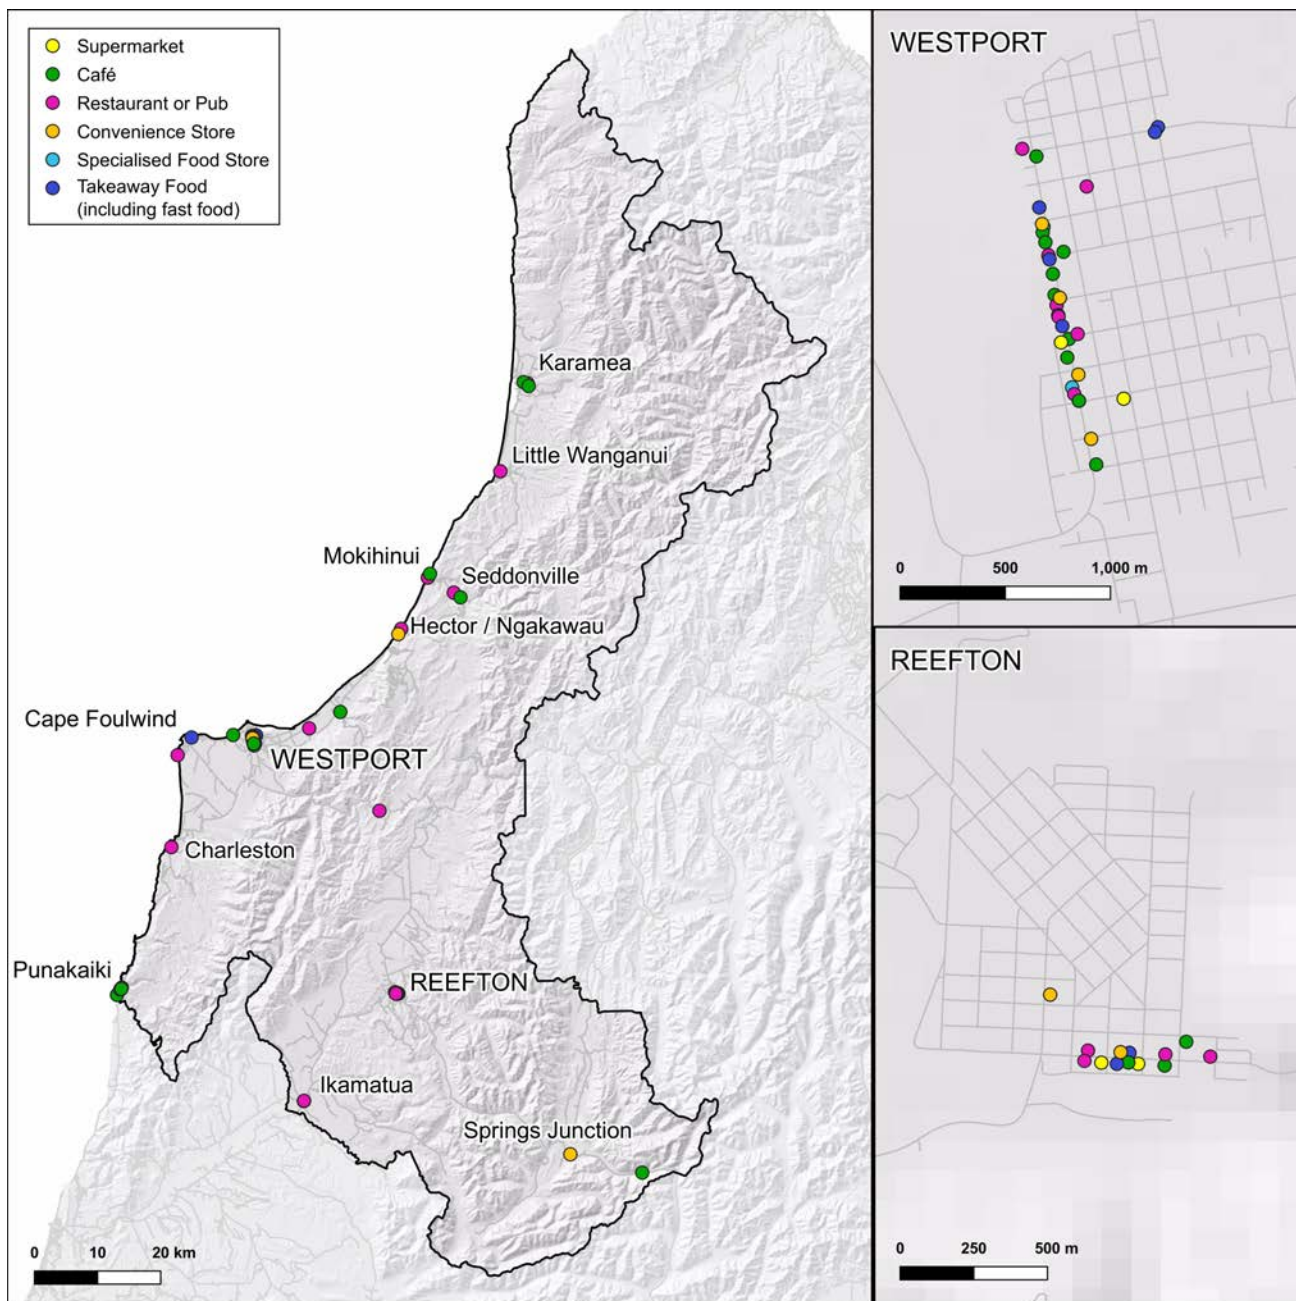 Supermarket
Café
Restaurant or Pub
Convenience Store
Specialised Food Store
Takeaway Food
(including fast food)
Karamea
Little Wanganui
Mokihinui
Seddonville
Hector / Ngakawau
Cape Foulwind
WESTPORT
Charleston
Punakaiki
REEFTON
Ikamatua
Springs Junction
0 10 20 km
WESTPORT
0 500 1,000 m
REEFTON
0 250 500 m